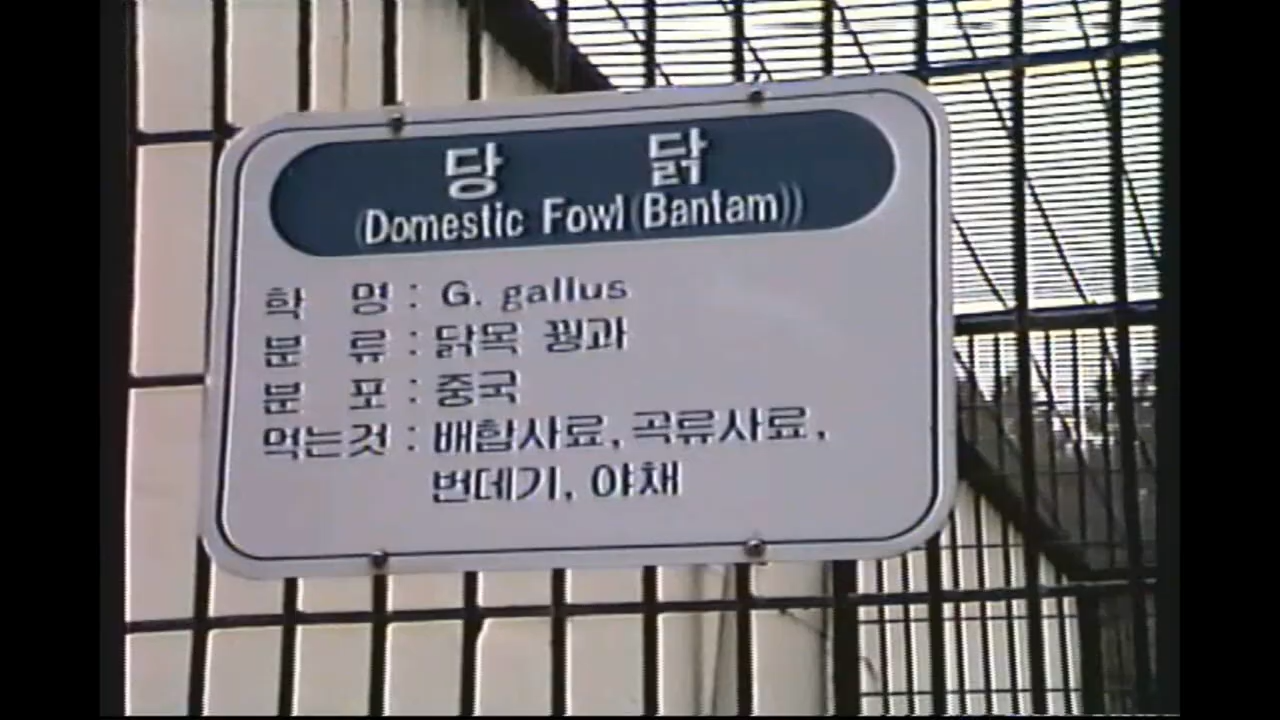 당 닭
(Domestic Fowl(Bantam))
학 명 : G. gallus
분 류 : 닭목 꿩과
분 포 : 중국
먹는것 : 배합사료, 곡류사료,
번데기, 야채